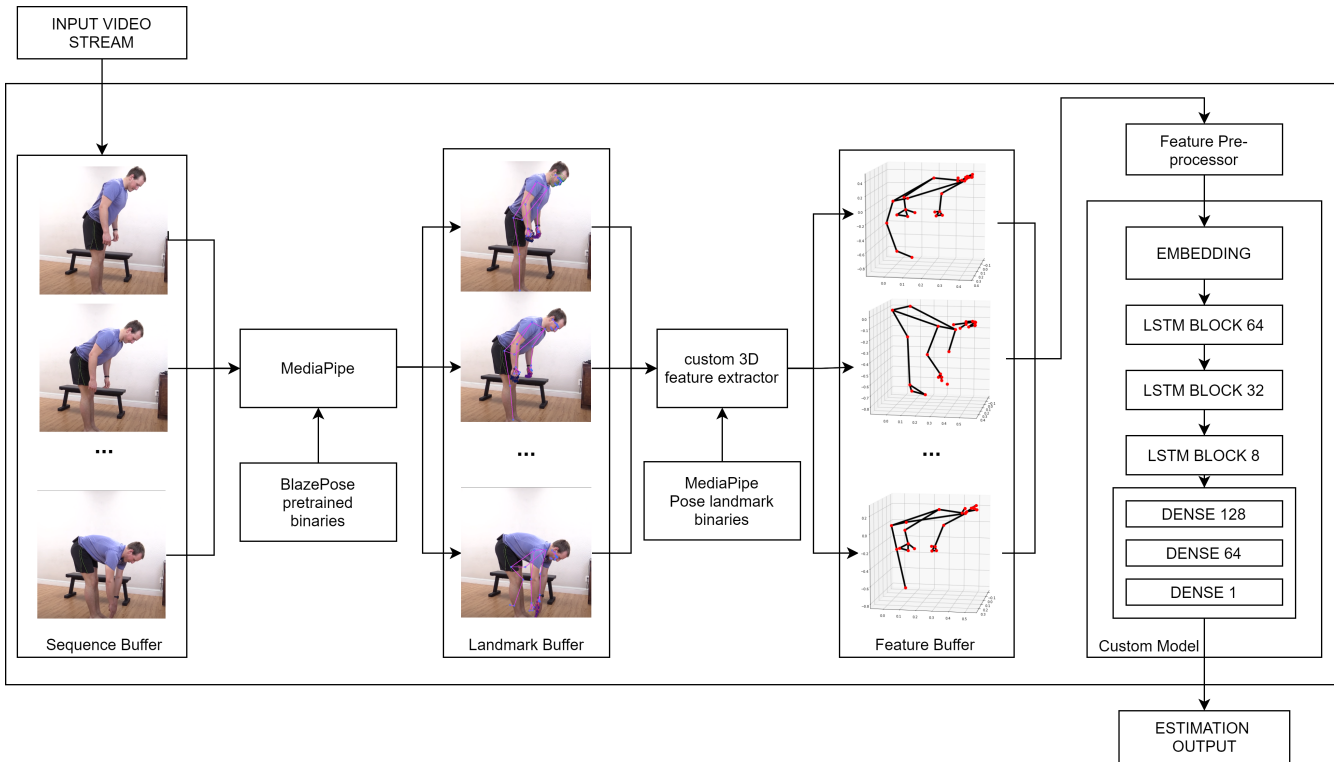 INPUT VIDEO
STREAM
Sequence Buffer
...
MediaPipe
BlazePose
pretrained
binaries
Landmark Buffer
...
custom 3D
feature extractor
MediaPipe
Pose landmark
binaries
Feature Buffer
...
Feature Pre-
processor
EMBEDDING
LSTM BLOCK 64
LSTM BLOCK 32
LSTM BLOCK 8
DENSE 128
DENSE 64
DENSE 1
Custom Model
ESTIMATION
OUTPUT